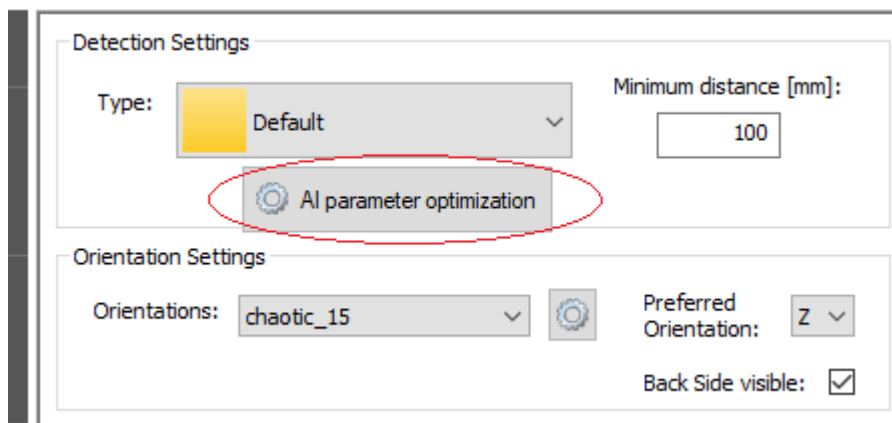 Detection Settings
Type:
Default
Minimum distance [mm]:
100
AI parameter optimization
Orientation Settings
Orientations:
chaotic_15
Preferred
Orientation:
Z
Back Side visible: